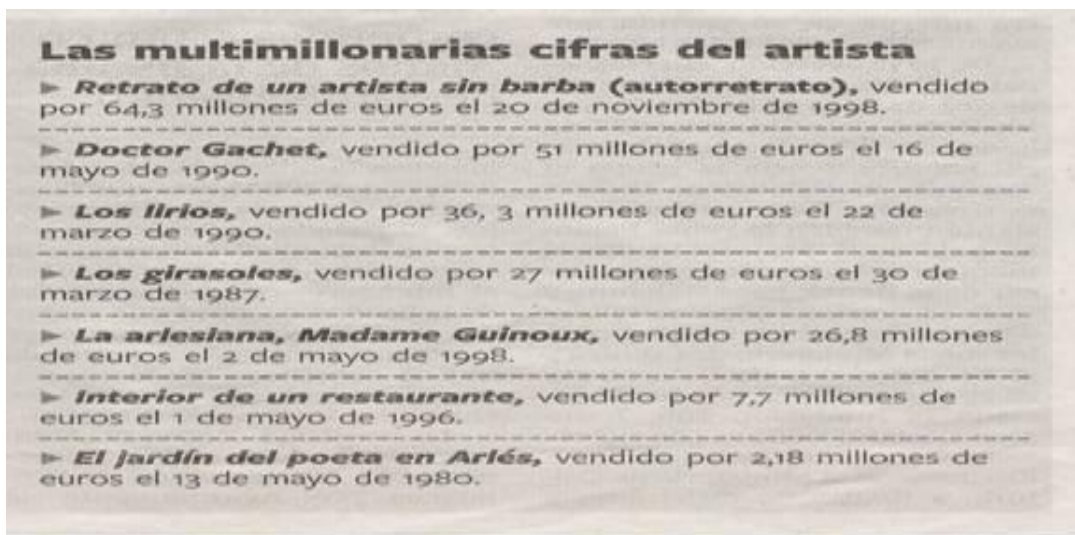 Las multimillonarias cifras del artista
► Retrato de un artista sin barba (autorretrato), vendido
por 64,3 millones de euros el 20 de noviembre de 1998.
► Doctor Gachet, vendido por 51 millones de euros el 16 de
mayo de 1990.
► Los lirios, vendido por 36, 3 millones de euros el 22 de
marzo de 1990.
► Los girasoles, vendido por 27 millones de euros el 30 de
marzo de 1987.
► La arlesiana, Madame Guinoux, vendido por 26,8 millones
de euros el 2 de mayo de 1998.
► Interior de un restaurante, vendido por 7,7 millones de
euros el 1 de mayo de 1996.
► El jardín del poeta en Arlés, vendido por 2,18 millones de
euros el 13 de mayo de 1980.